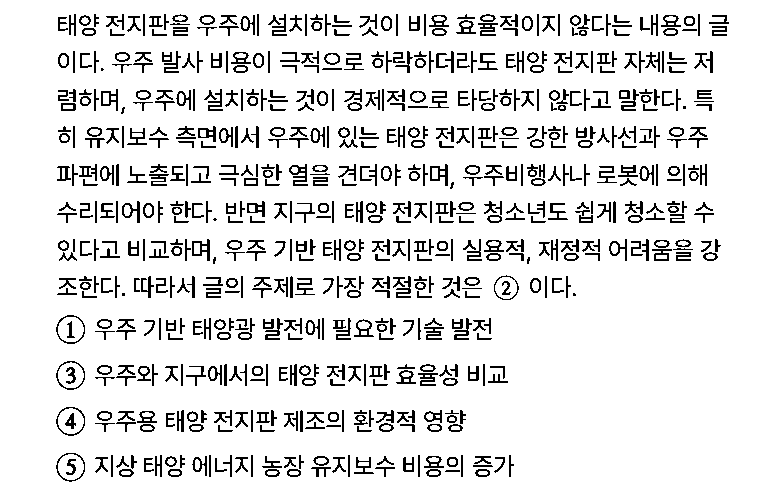 태양 전지판을 우주에 설치하는 것이 비용 효율적이지 않다는 내용의 글
이다. 우주 발사 비용이 극적으로 하락하더라도 태양 전지판 자체는 저
렴하며, 우주에 설치하는 것이 경제적으로 타당하지 않다고 말한다. 특
히 유지보수 측면에서 우주에 있는 태양 전지판은 강한 방사선과 우주
파편에 노출되고 극심한 열을 견뎌야 하며, 우주비행사나 로봇에 의해
수리되어야 한다. 반면 지구의 태양 전지판은 청소년도 쉽게 청소할 수
있다고 비교하며, 우주 기반 태양 전지판의 실용적, 재정적 어려움을 강
조한다. 따라서 글의 주제로 가장 적절한 것은 ② 이다.
① 우주 기반 태양광 발전에 필요한 기술 발전
③ 우주와 지구에서의 태양 전지판 효율성 비교
④ 우주용 태양 전지판 제조의 환경적 영향
⑤ 지상 태양 에너지 농장 유지보수 비용의 증가